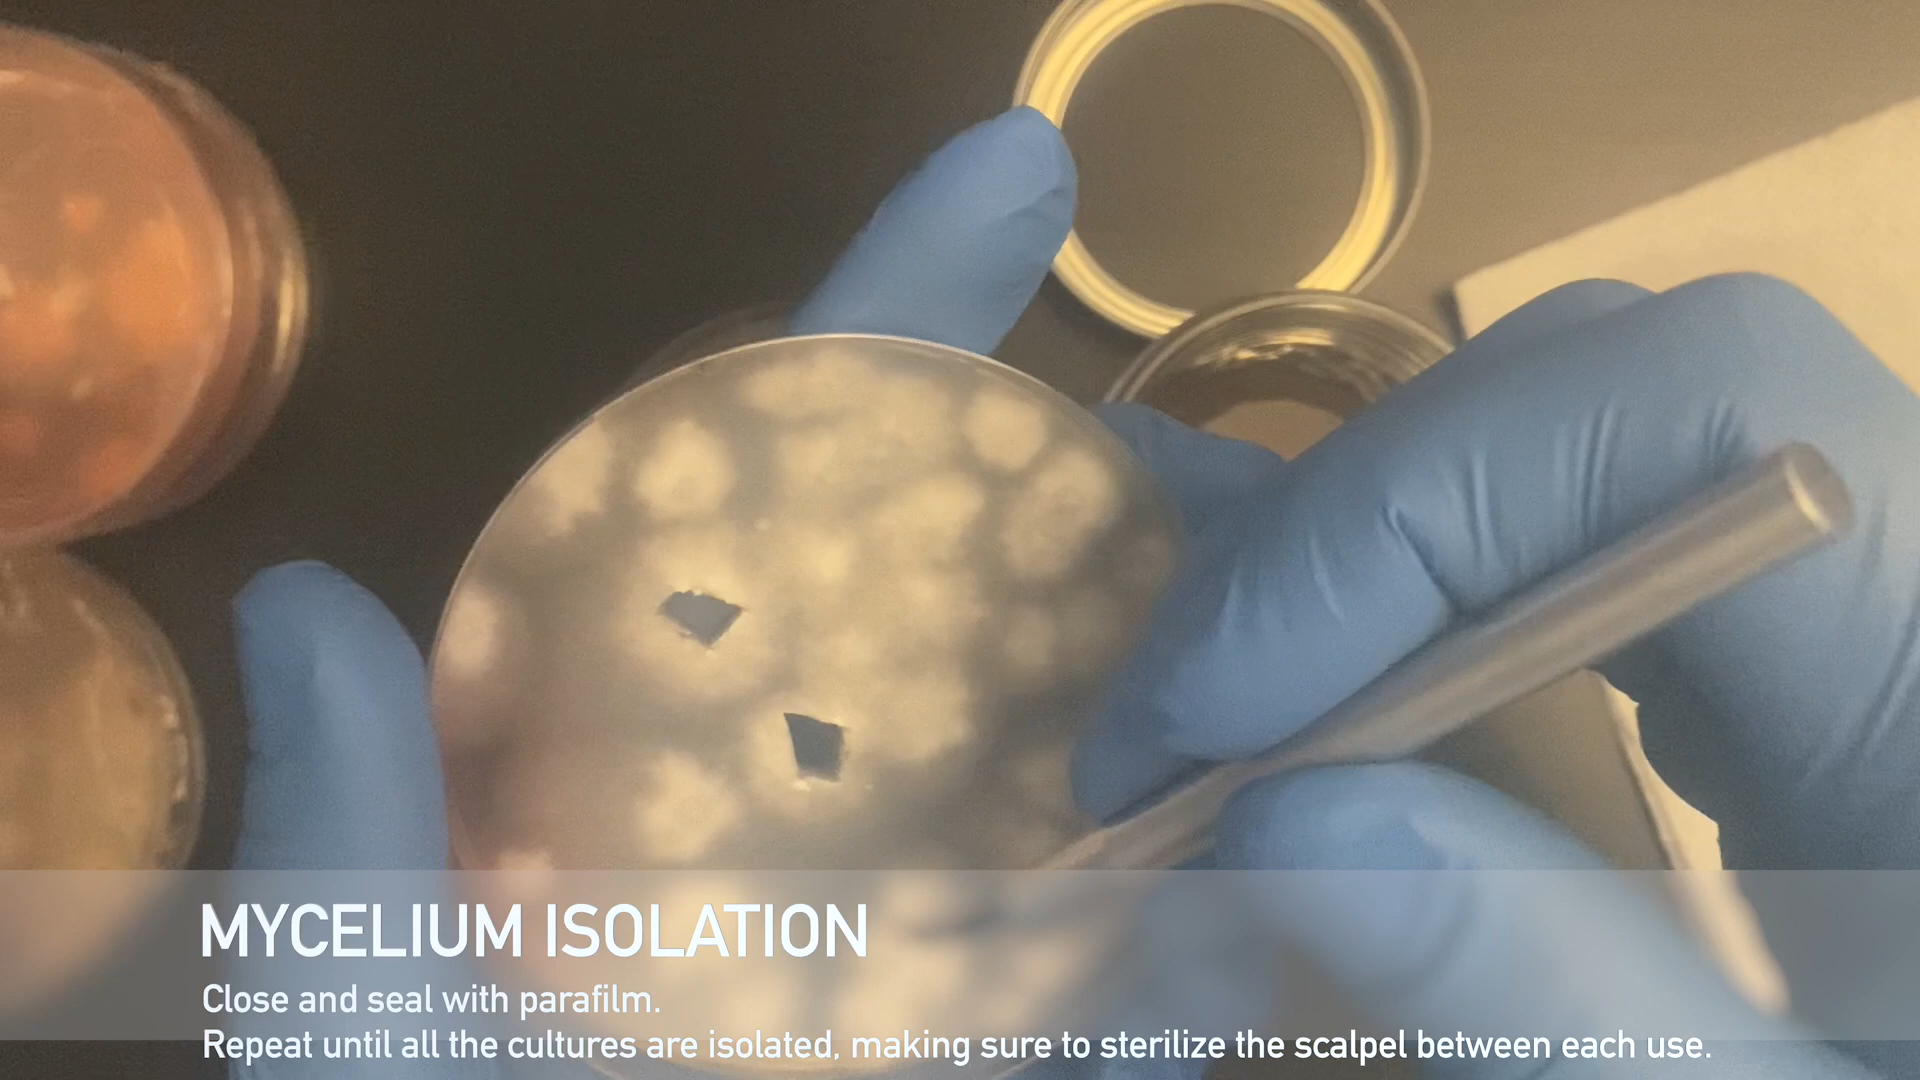 MYCELIUM ISOLATION
Close and seal with parafilm.
Repeat until all the cultures are isolated, making sure to sterilize the scalpel between each use.